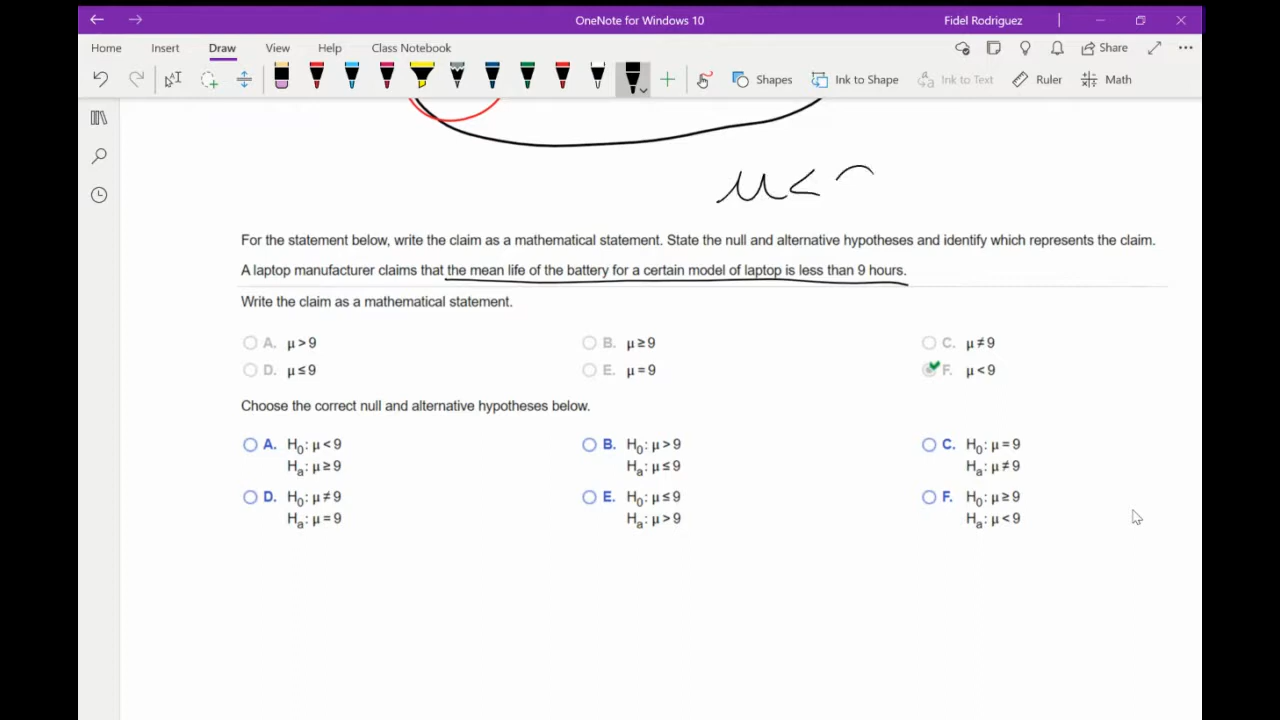 OneNote for Windows 10 Fidel Rodriguez
Home Insert Draw View Help Class Notebook Share
Shapes Ink to Shape Ink to Text Ruler Math
μ <
For the statement below, write the claim as a mathematical statement. State the null and alternative hypotheses and identify which represents the claim.
A laptop manufacturer claims that the mean life of the battery for a certain model of laptop is less than 9 hours.
Write the claim as a mathematical statement.
A. μ > 9 B. μ ≥ 9 C. μ ≠ 9
D. μ ≤ 9 E. μ = 9 F. μ < 9
Choose the correct null and alternative hypotheses below.
A. H₀: μ < 9 B. H₀: μ > 9 C. H₀: μ = 9
Hₐ: μ ≥ 9 Hₐ: μ ≤ 9 Hₐ: μ ≠ 9
D. H₀: μ ≠ 9 E. H₀: μ ≤ 9 F. H₀: μ ≥ 9
Hₐ: μ = 9 Hₐ: μ > 9 Hₐ: μ < 9